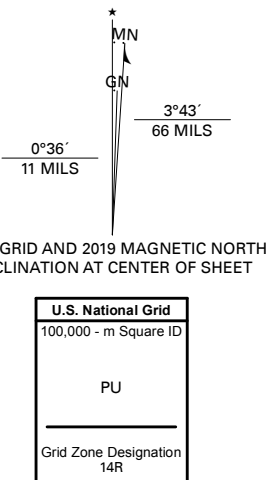 ★
MN
GN
3°43´
66 MILS
0°36´
11 MILS
GRID AND 2019 MAGNETIC NORTH
CLINATION AT CENTER OF SHEET
U.S. National Grid
100,000 - m Square ID
PU
Grid Zone Designation
14R